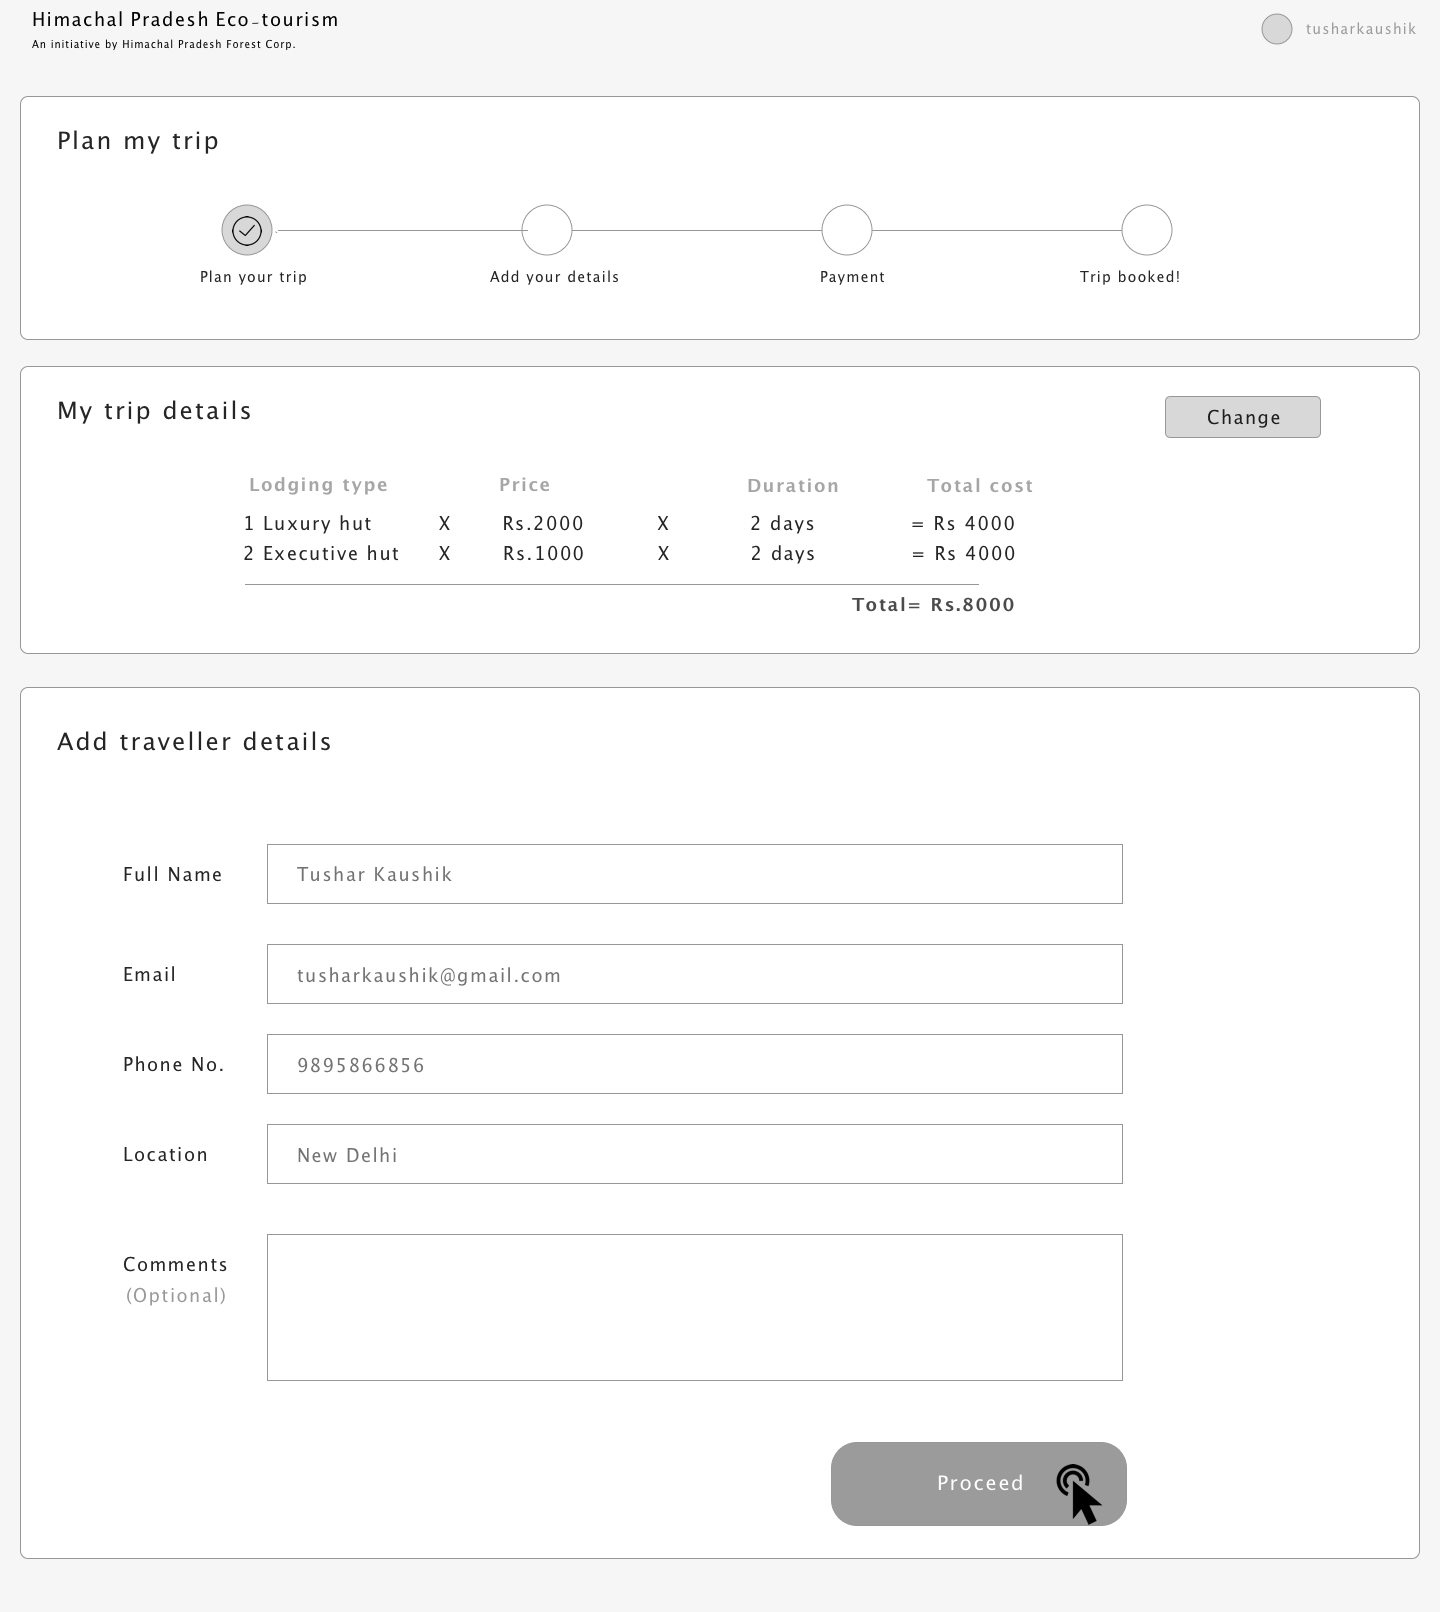 Himachal Pradesh Eco-tourism
An initiative by Himachal Pradesh Forest Corp.
tusharkaushik
Plan my trip
Plan your trip Add your details Payment Trip booked!
My trip details
Change
Lodging type Price Duration Total cost
1 Luxury hut X Rs.2000 X 2 days = Rs 4000
2 Executive hut X Rs.1000 X 2 days = Rs 4000
Total= Rs.8000
Add traveller details
Full Name Tushar Kaushik
Email tusharkaushik@gmail.com
Phone No. 9895866856
Location New Delhi
Comments
(Optional)
Proceed